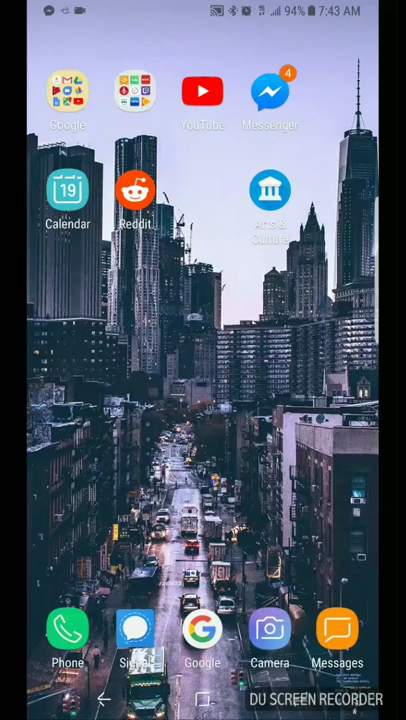 94% 7:43 AM
4
Google YouTube Messenger
19
Calendar Reddit Arts &
Culture
Phone Signal Google Camera Messages
DU SCREEN RECORDER